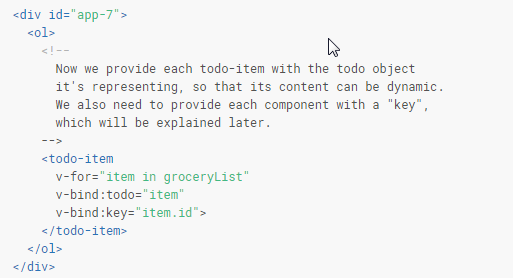 <div id="app-7">
  <ol>
    <!--
      Now we provide each todo-item with the todo object
      it's representing, so that its content can be dynamic.
      We also need to provide each component with a "key",
      which will be explained later.
    -->
    <todo-item
      v-for="item in groceryList"
      v-bind:todo="item"
      v-bind:key="item.id">
    </todo-item>
  </ol>
</div>